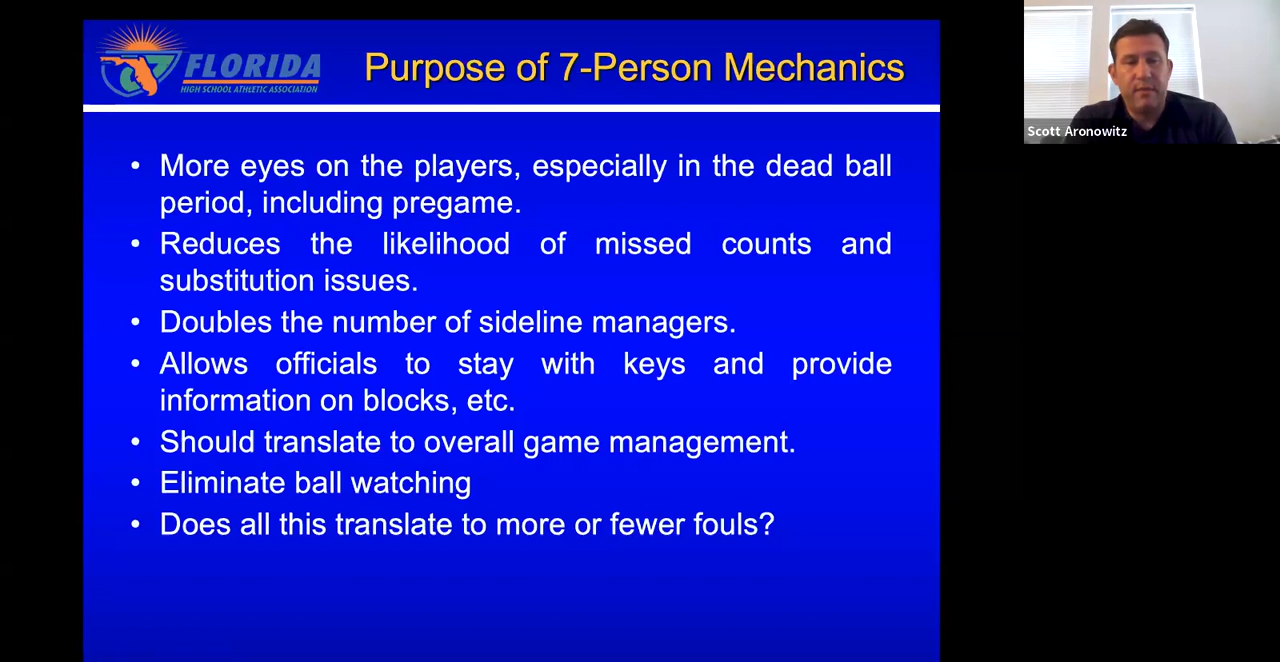 FLORIDA
HIGH SCHOOL ATHLETIC ASSOCIATION
Purpose of 7-Person Mechanics
Scott Aronowitz
• More eyes on the players, especially in the dead ball
period, including pregame.
• Reduces the likelihood of missed counts and
substitution issues.
• Doubles the number of sideline managers.
• Allows officials to stay with keys and provide
information on blocks, etc.
• Should translate to overall game management.
• Eliminate ball watching
• Does all this translate to more or fewer fouls?